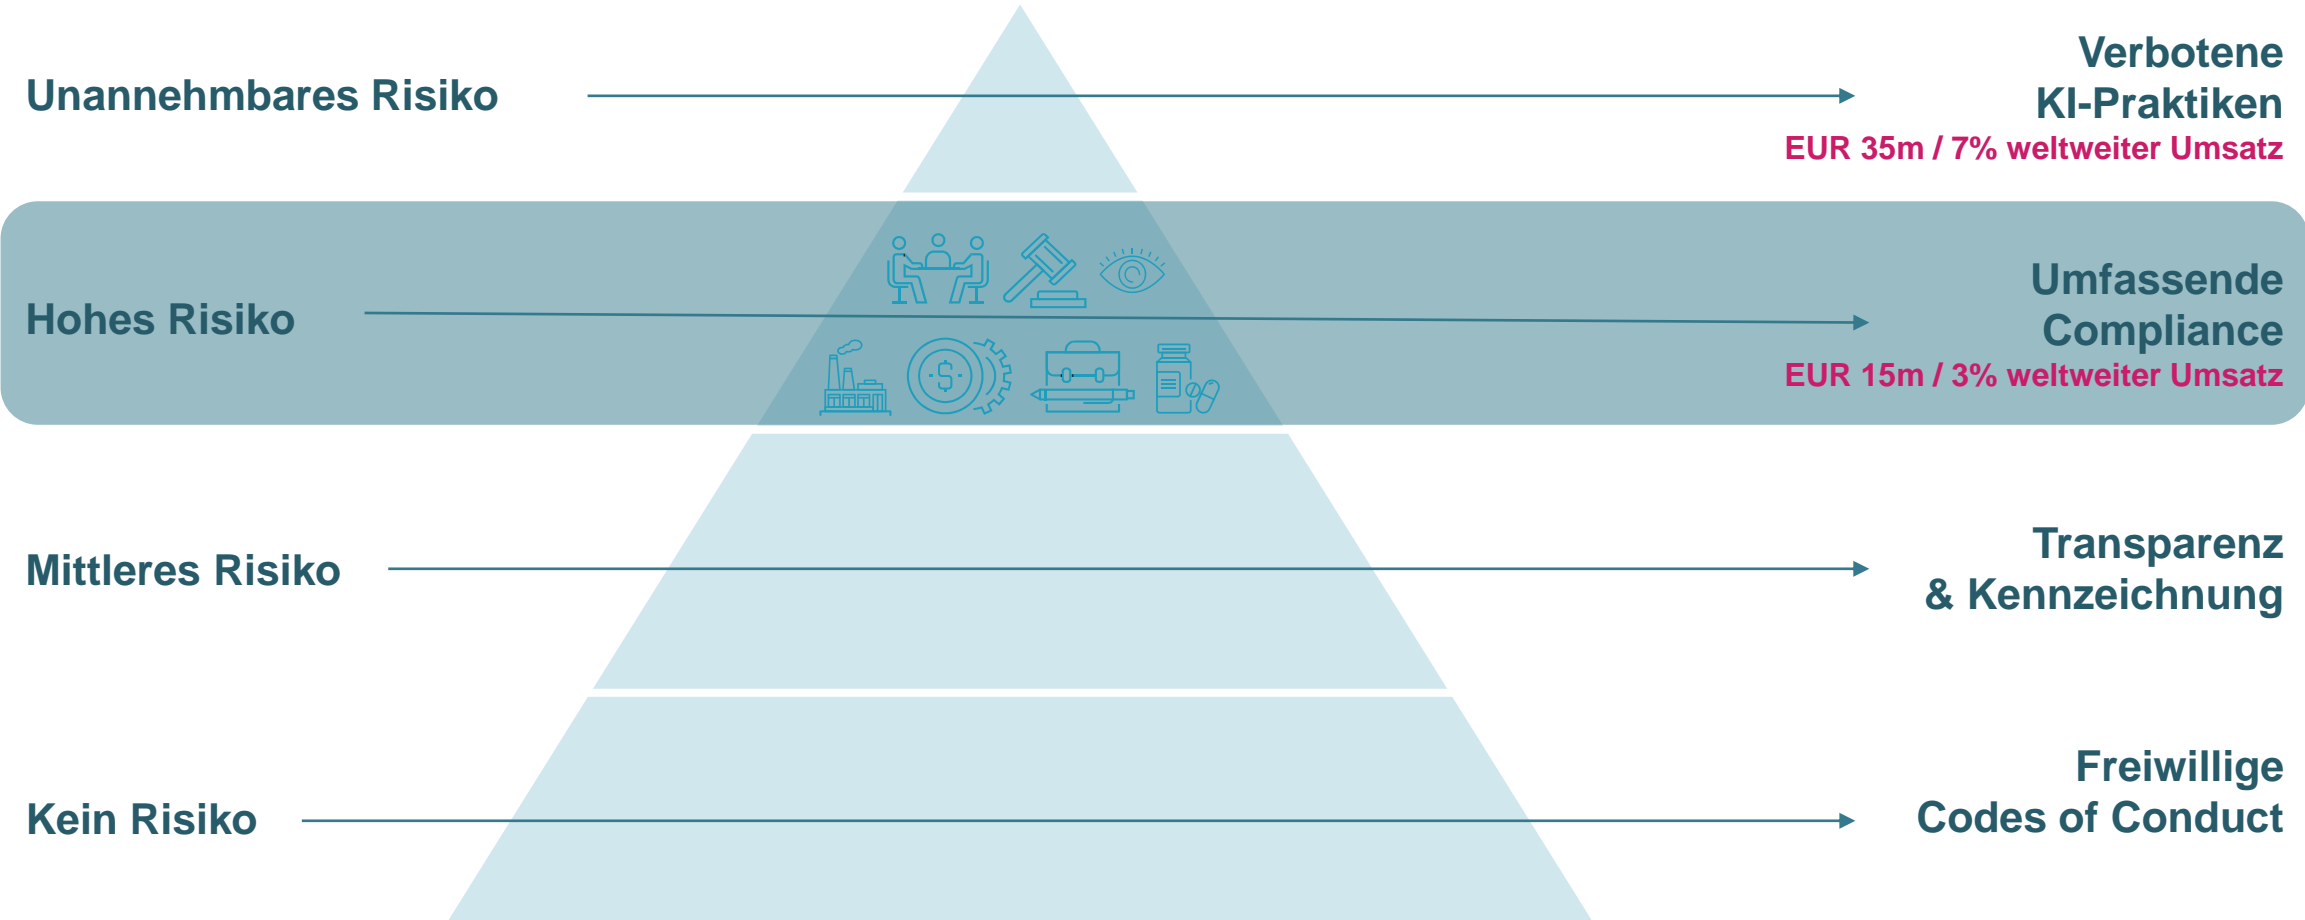 Unannehmbares Risiko
Verbotene
KI-Praktiken
EUR 35m / 7% weltweiter Umsatz
Hohes Risiko
Umfassende
Compliance
EUR 15m / 3% weltweiter Umsatz
Mittleres Risiko
Transparenz
& Kennzeichnung
Kein Risiko
Freiwillige
Codes of Conduct